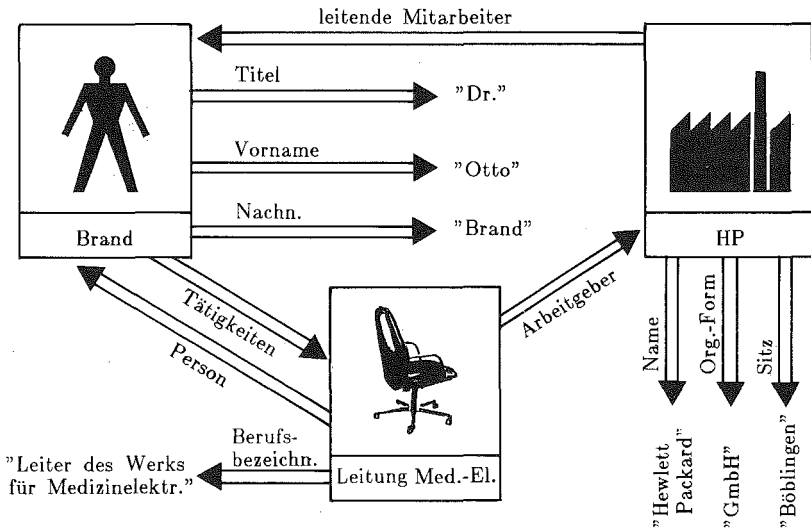 leitende Mitarbeiter
Titel
"Dr."
Vorname
"Otto"
Nachn.
"Brand"
Brand
HP
Tätigkeiten
Person
Arbeitgeber
Name
Org.-Form
Sitz
Berufs-
bezeichn.
"Leiter des Werks
für Medizinelektr."
Leitung Med.-El.
"Hewlett
Packard"
"GmbH"
"Böblingen"